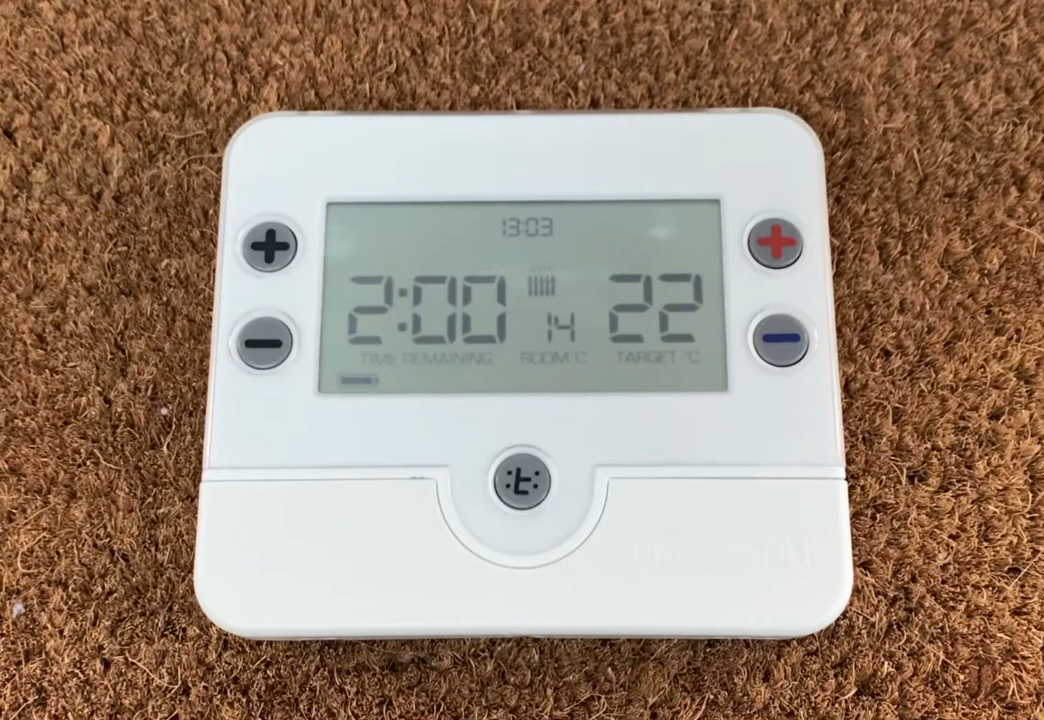 13:03
2:00 14 22
TIME REMAINING ROOM °C TARGET °C
:t: